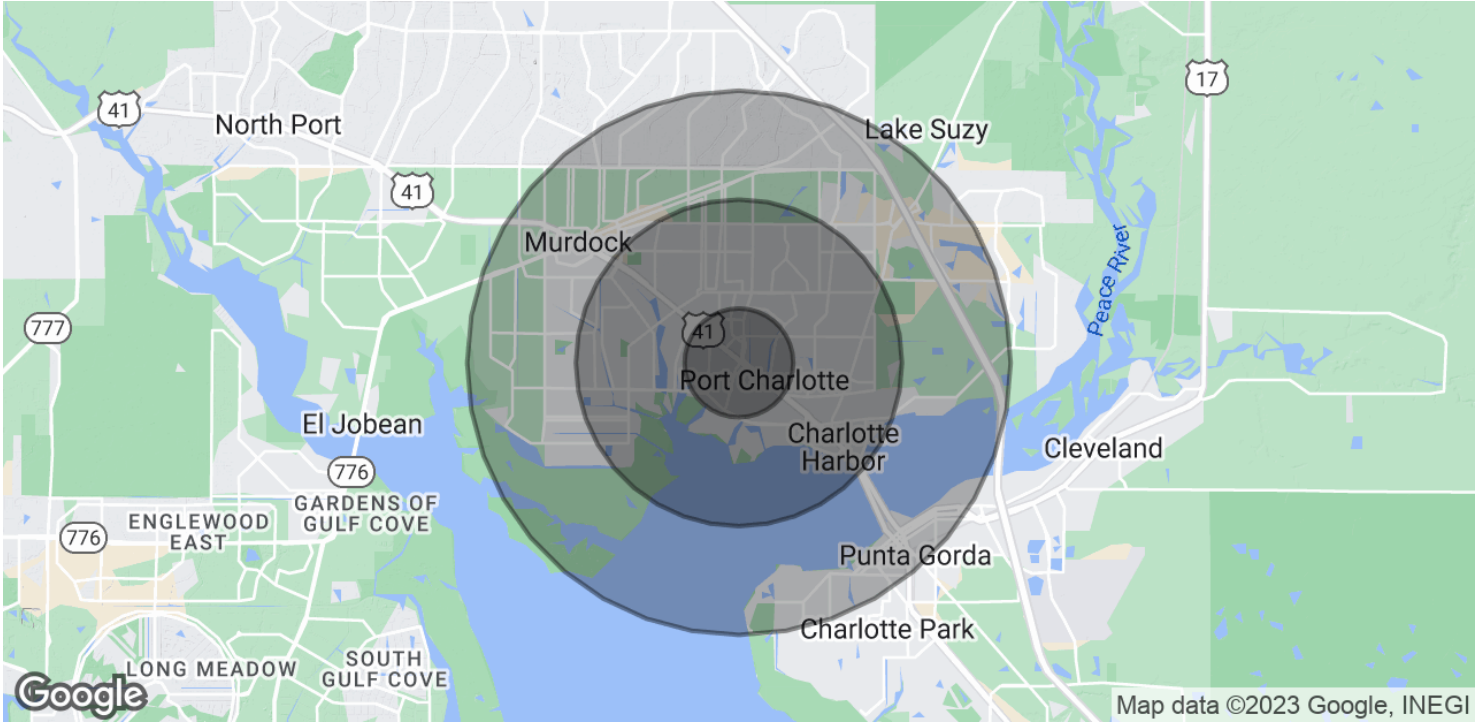 17
41
North Port
Lake Suzy
41
Murdock
Peace River
777
41
Port Charlotte
El Jobean
Charlotte
Harbor
Cleveland
776
GARDENS OF
GULF COVE
ENGLEWOOD
EAST
776
Punta Gorda
Charlotte Park
LONG MEADOW
SOUTH
GULF COVE
Google
Map data ©2023 Google, INEGI